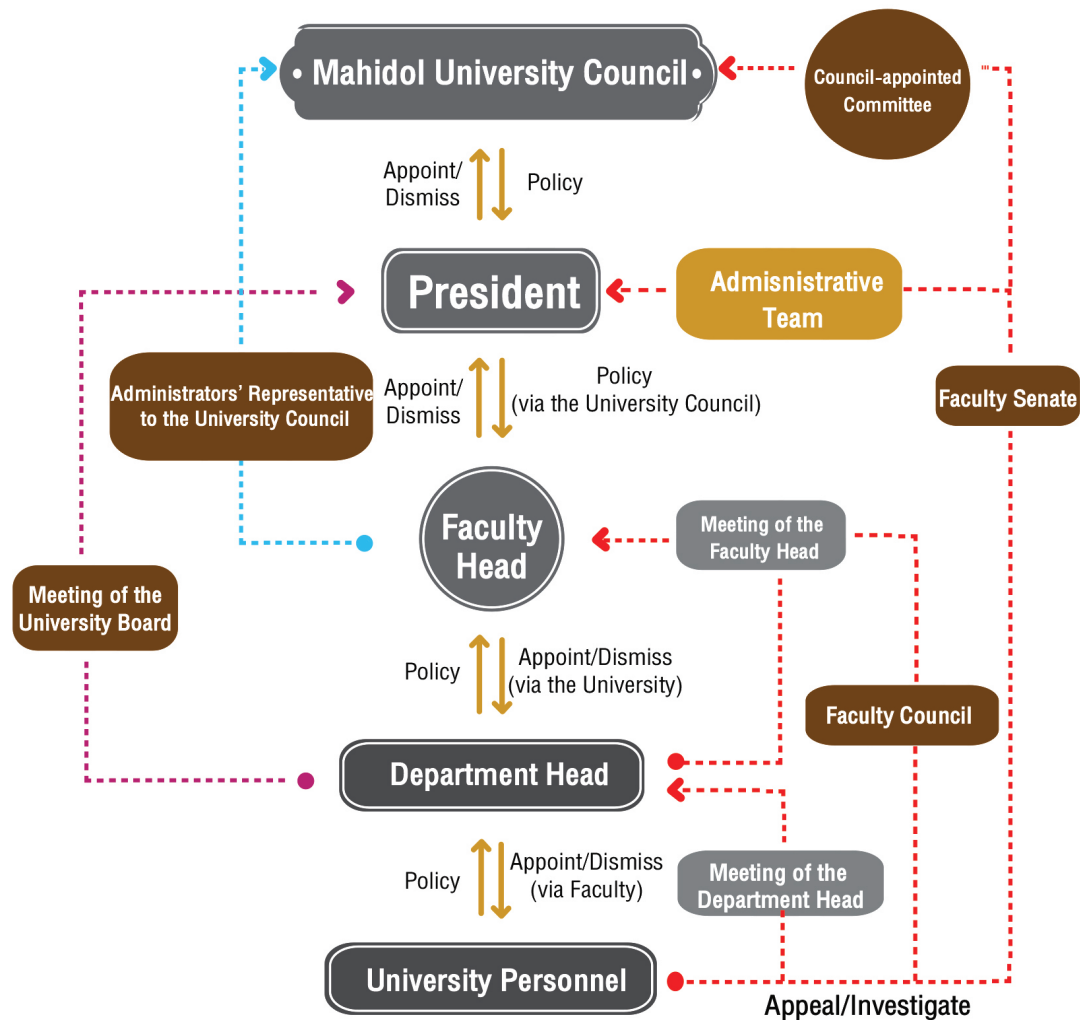 Mahidol University Council
Council-appointed
Committee
Appoint/
Dismiss
Policy
President
Admisnistrative
Team
Administrators' Representative
to the University Council
Appoint/
Dismiss
Policy
(via the University Council)
Faculty Senate
Faculty
Head
Meeting of the
Faculty Head
Meeting of the
University Board
Policy
Appoint/Dismiss
(via the University)
Faculty Council
Department Head
Policy
Appoint/Dismiss
(via Faculty)
Meeting of the
Department Head
University Personnel
Appeal/Investigate